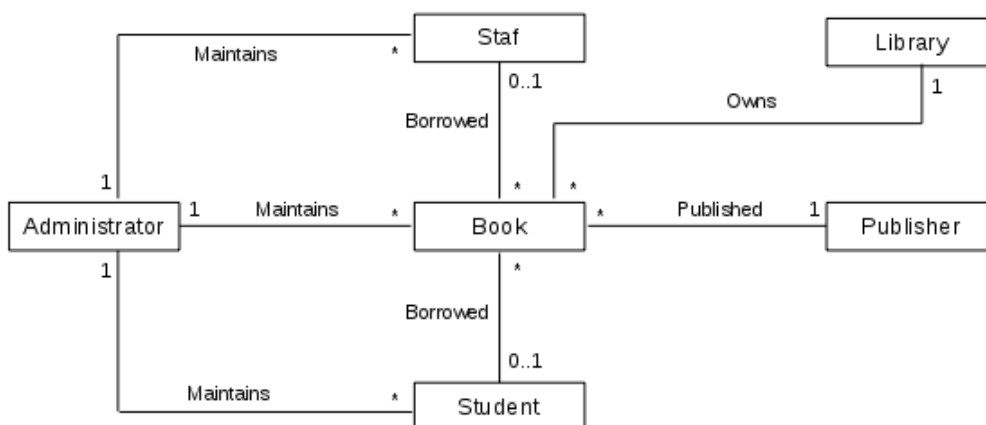 Staf
Library
Maintains
*
0..1
1
Owns
Borrowed
1
*
*
Administrator
1
Maintains
*
Book
*
Published
1
Publisher
1
*
Borrowed
0..1
Maintains
*
Student